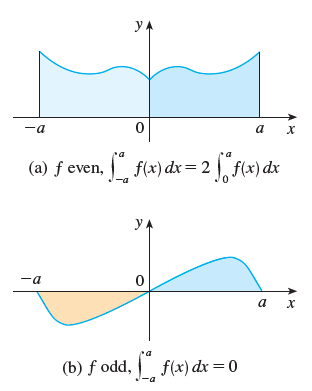 y
-a 0 a x
(a) f even, ∫_{-a}^{a} f(x) dx = 2 ∫_{0}^{a} f(x) dx
y
-a 0
a x
(b) f odd, ∫_{-a}^{a} f(x) dx = 0